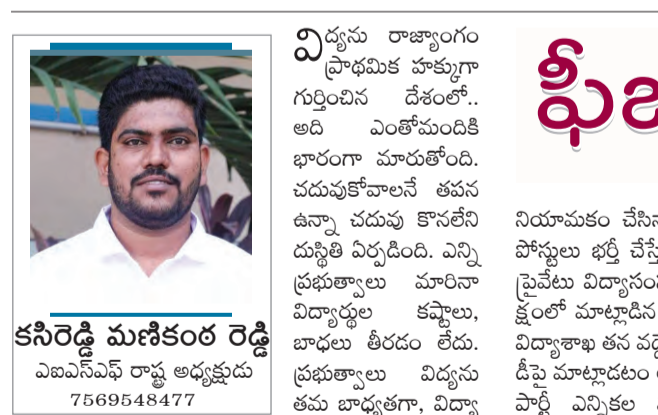 కసిరెడ్డి మణికంఠ రెడ్డి
ఎఐఎస్ఎఫ్ రాష్ట్ర అధ్యక్షుడు
7569548477
విద్యను రాజ్యాంగం
ప్రాథమిక హక్కుగా
గుర్తించిన దేశంలో..
అది ఎంతోమందికి
భారంగా మారుతోంది.
చదువుకోవాలనే తపన
ఉన్నా చదువు కొనలేని
దుస్థితి ఏర్పడింది. ఎన్ని
ప్రభుత్వాలు మారినా
విద్యార్థుల కష్టాలు,
బాధలు తీరడం లేదు.
ప్రభుత్వాలు విద్యను
తమ బాధ్యతగా, విద్యా
నియామకం
పోస్టులు భర్తీ
ప్రైవేటు
క్షంలో మాట్లాడిన
విద్యాశాఖ తన
డీపై మాట్లాడటం
పార్టీ ఎన్నికల